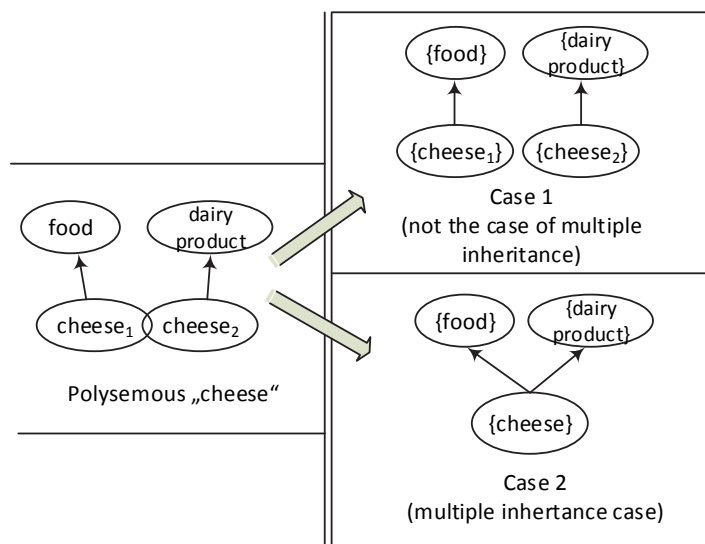 food
dairy
product
cheese₁
cheese₂
Polysemous „cheese“
{food}
{dairy
product}
{cheese₁}
{cheese₂}
Case 1
(not the case of multiple
inheritance)
{food}
{dairy
product}
{cheese}
Case 2
(multiple inhertance case)